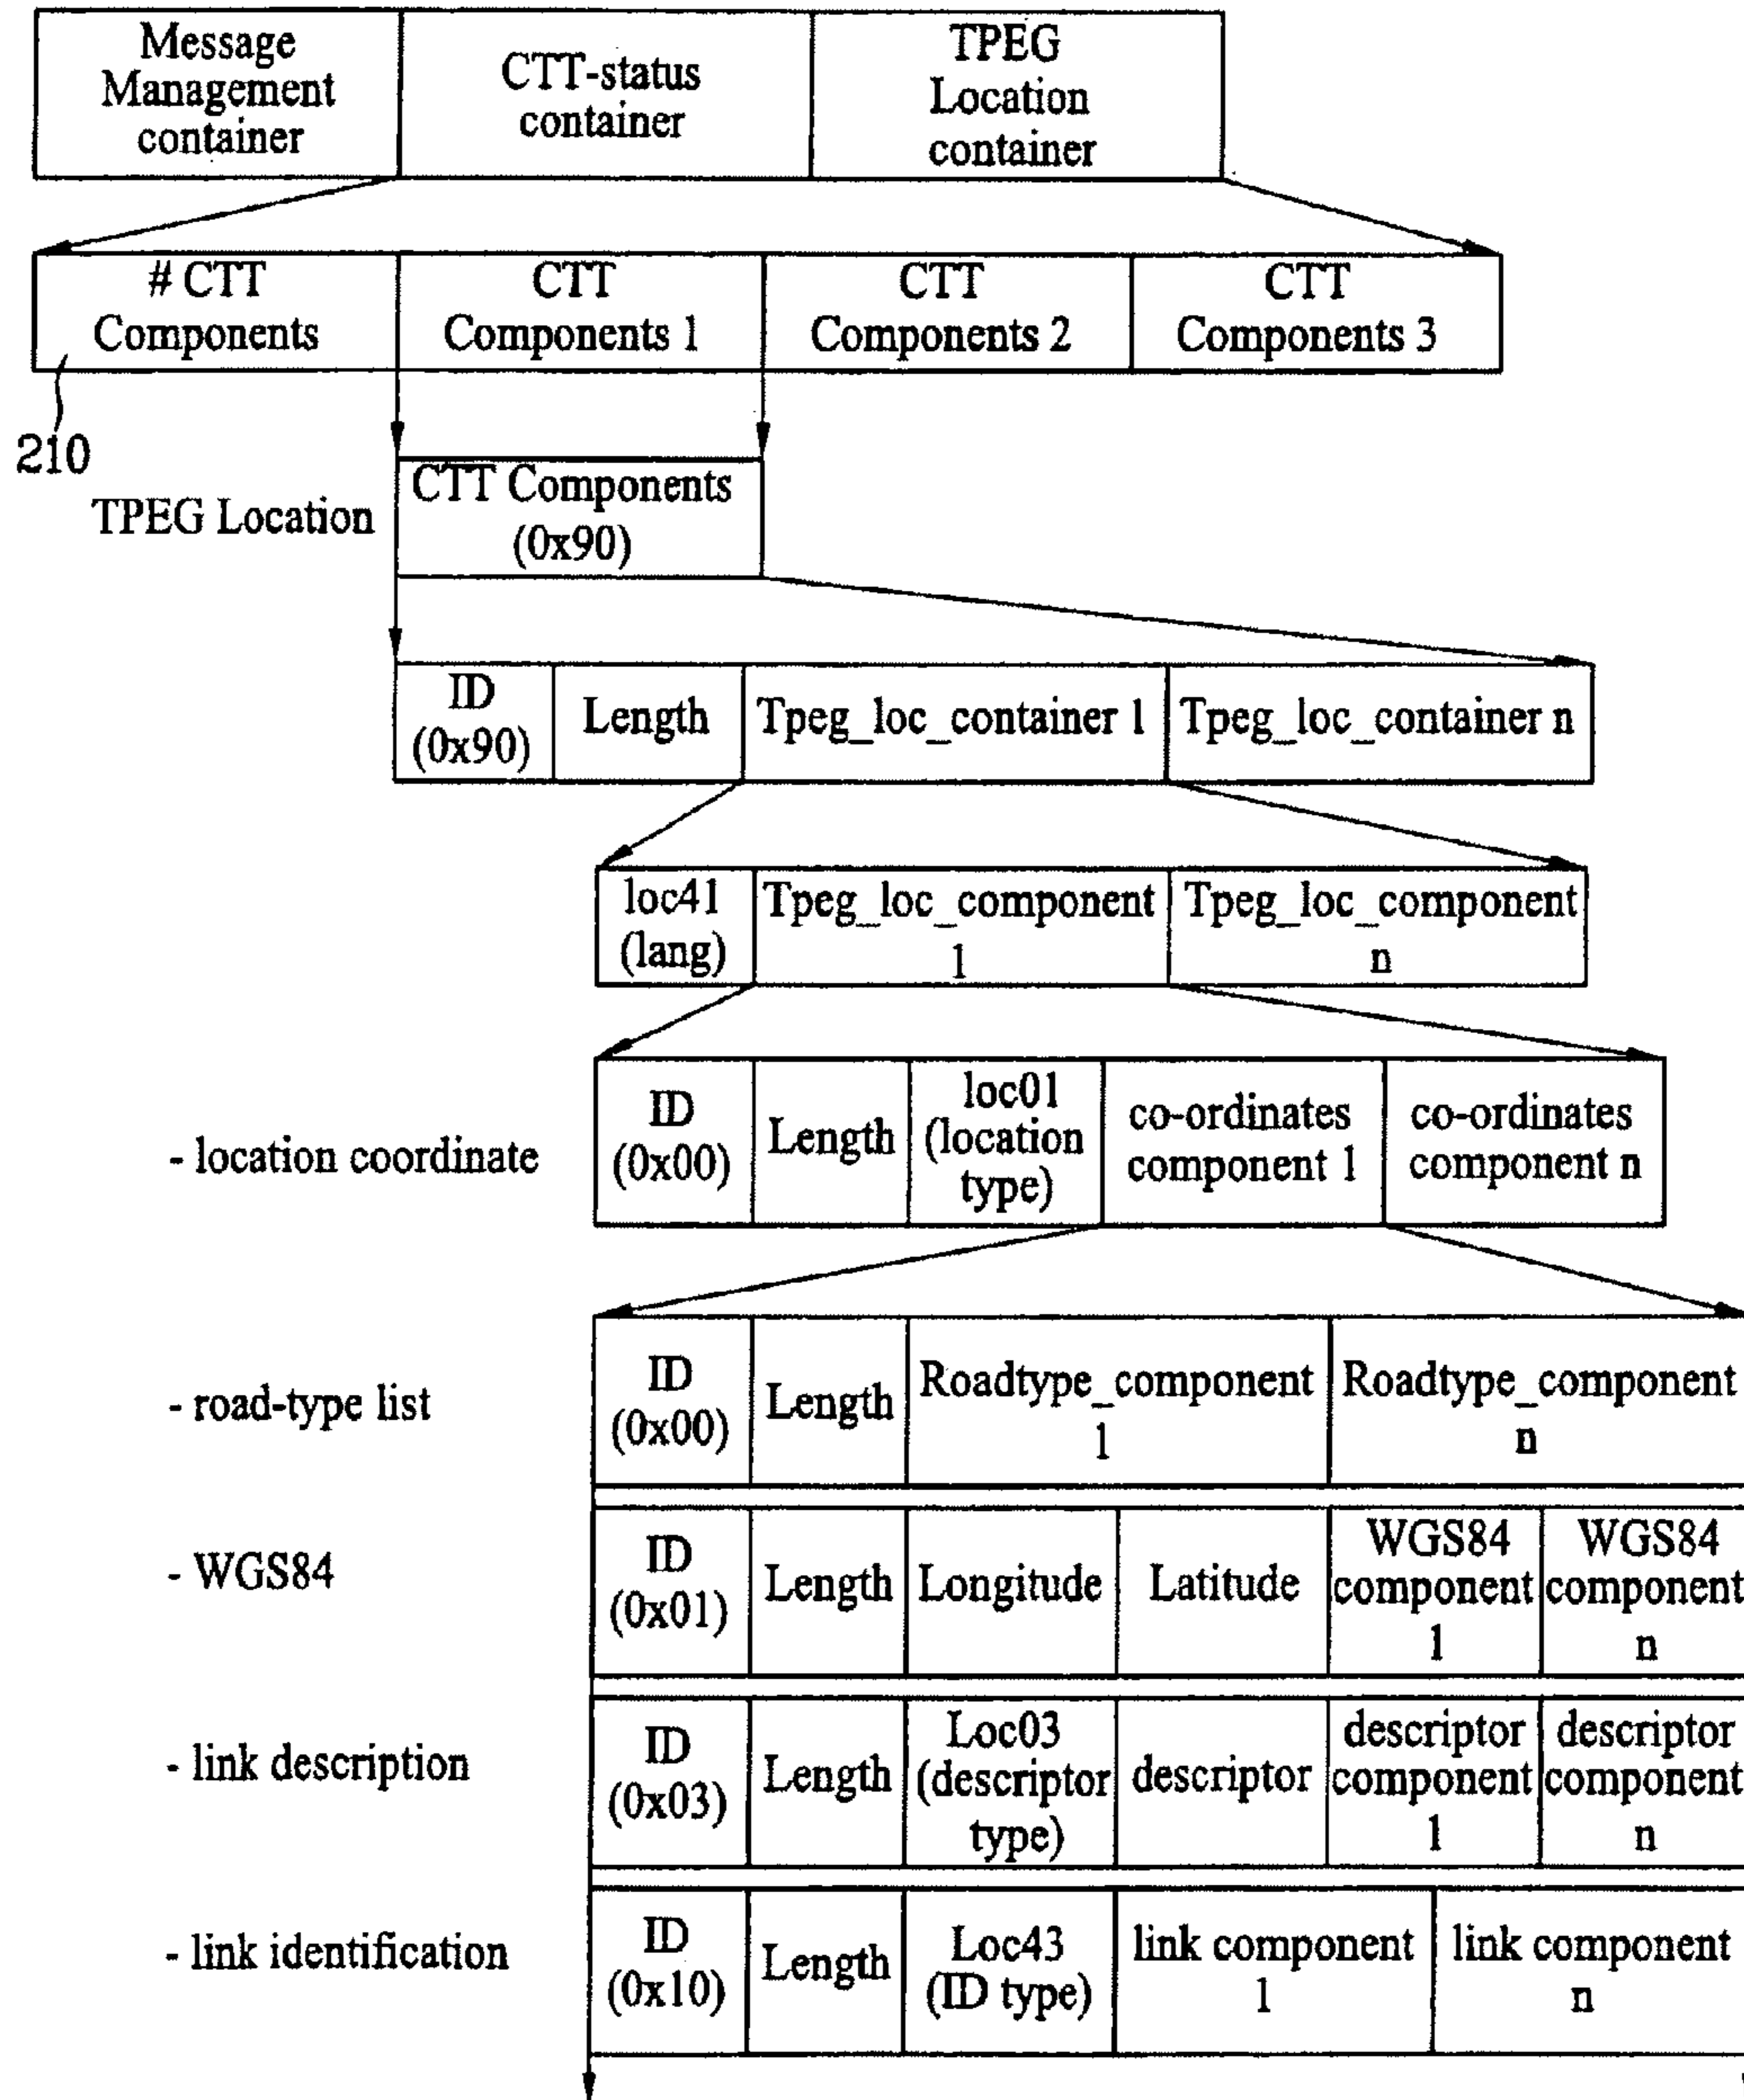 Message
Management
container
CTT-status
container
TPEG
Location
container
# CTT
Components
CTT
Components 1
CTT
Components 2
CTT
Components 3
210
TPEG Location
CTT Components
(0x90)
ID
(0x90)
Length
Tpeg_loc_container 1
Tpeg_loc_container n
loc41
(lang)
Tpeg_loc_component
1
Tpeg_loc_component
n
- location coordinate
ID
(0x00)
Length
loc01
(location
type)
co-ordinates
component 1
co-ordinates
component n
- road-type list
ID
(0x00)
Length
Roadtype_component
1
Roadtype_component
n
- WGS84
ID
(0x01)
Length
Longitude
Latitude
WGS84
component
1
WGS84
component
n
- link description
ID
(0x03)
Length
Loc03
(descriptor
type)
descriptor
descriptor
component
1
descriptor
component
n
- link identification
ID
(0x10)
Length
Loc43
(ID type)
link component
1
link component
n